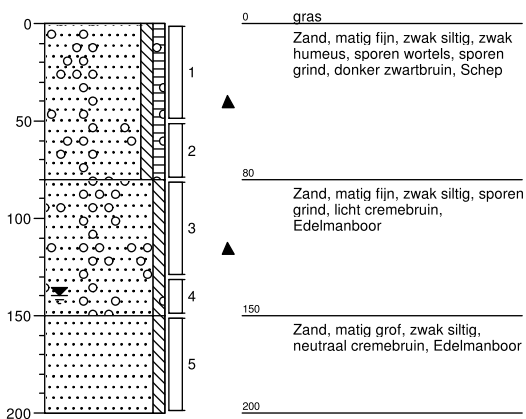 0
50
100
150
200
1
2
3
4
5
0
gras
Zand, matig fijn, zwak siltig, zwak
humeus, sporen wortels, sporen
grind, donker zwartbruin, Schep
80
Zand, matig fijn, zwak siltig, sporen
grind, licht cremebruin,
Edelmanboor
150
Zand, matig grof, zwak siltig,
neutraal cremebruin, Edelmanboor
200